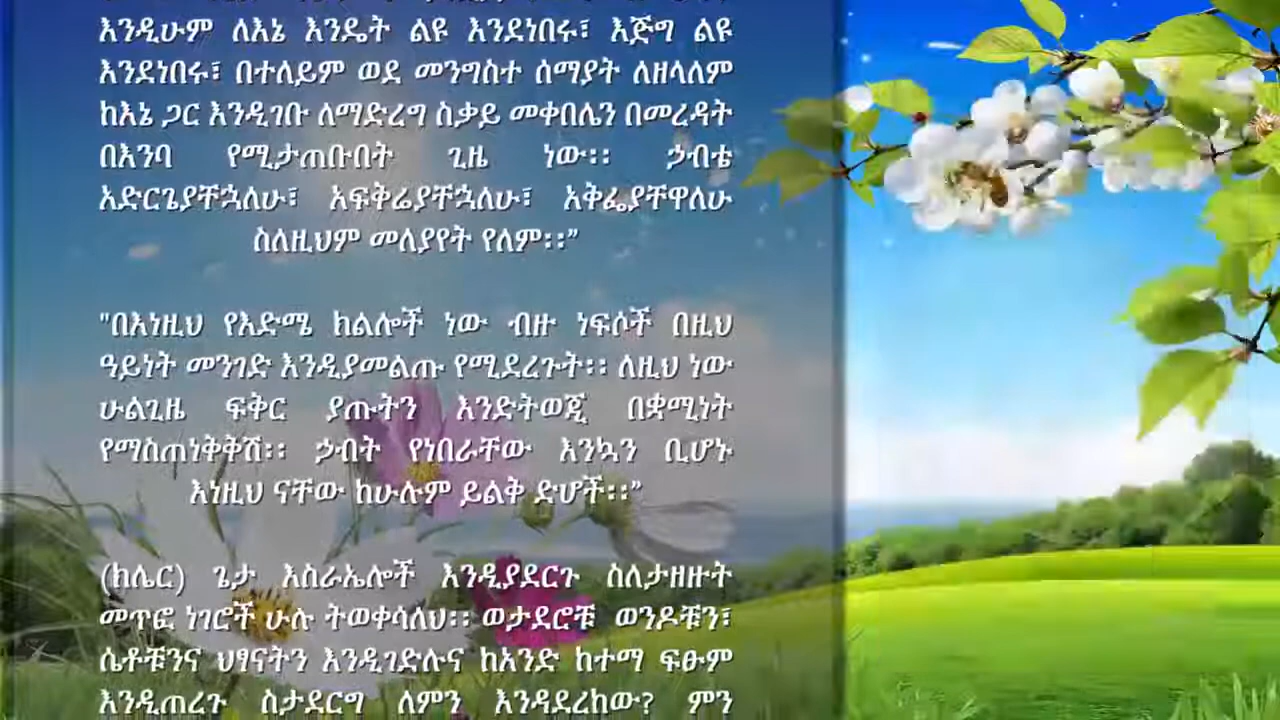 እንዲሁም ለእኔ እንዴት ልዩ እንደነበሩ፣ እጅግ ልዩ
እንደነበሩ፣ በተለይም ወደ መንግስተ ሰማያት ለዘላለም
ከእኔ ጋር እንዲገቡ ለማድረግ ስቃይ መቀበሌን በመረዳት
በእንባ የሚታጠቡበት ጊዜ ነው፡፡ ኃብቴ
አድርጌያቸኋለሁ፣ አፍቅሬያቸኋለሁ፣ አቅፌያቸዋለሁ
ስለዚህም መለያየት የለም፡፡”
"በእነዚህ የእድሜ ክልሎች ነው ብዙ ነፍሶች በዚህ
ዓይነት መንገድ እንዲያመልጡ የሚደረጉት፡፡ ለዚህ ነው
ሁልጊዜ ፍቅር ያጡትን እንድትወጂ በቋሚነት
የማስጠነቅቅሽ፡፡ ኃብት የነበራቸው እንኳን ቢሆኑ
እነዚህ ናቸው ከሁሉም ይልቅ ድሆች፡፡”
(ክሌር) ጌታ እስራኤሎች እንዲያደርጉ ስለታዘዙት
መጥፎ ነገሮች ሁሉ ትወቀሳለህ፡፡ ወታደሮቹ ወንዶቹን፣
ሴቶቹንና ህፃናትን እንዲገድሉና ከአንድ ከተማ ፍፁም
እንዲጠረጉ ስታደርግ ለምን እንዳደረከው? ምን